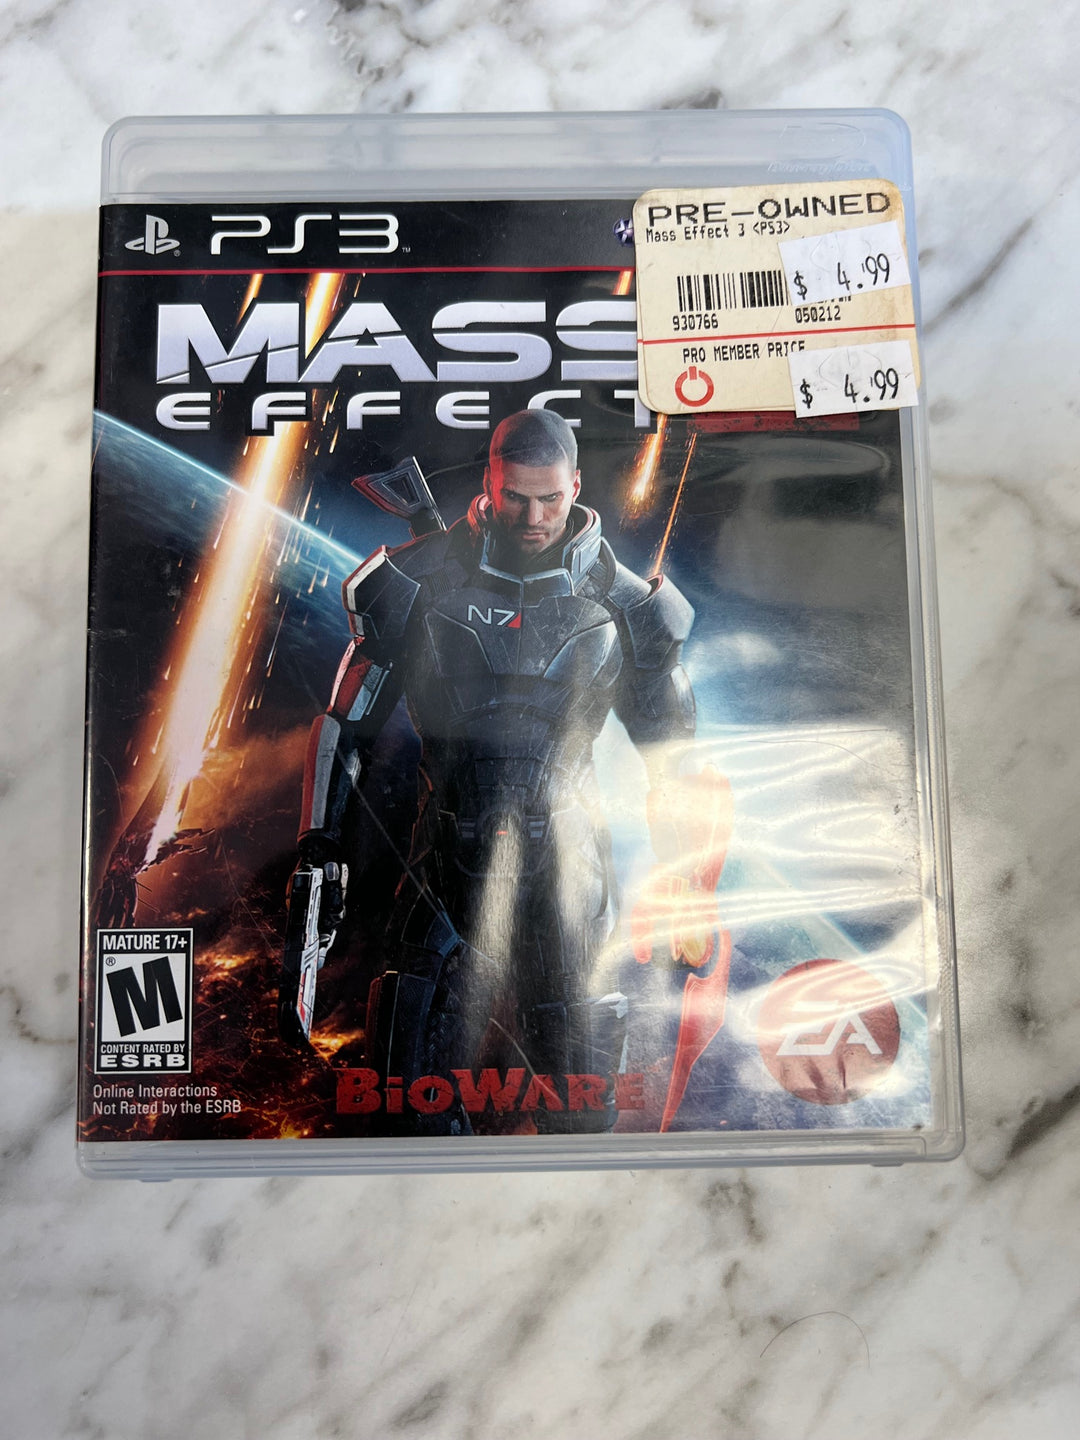 PS3
PRE-OWNED
Mass Effect 3 <PS3>
$ 4.99
930766
050212
PRO MEMBER PRICE
$ 4.99
MASS
EFFECT
N7
MATURE 17+
M
CONTENT RATED BY
ESRB
Online Interactions
Not Rated by the ESRB
BIOWARE
EA